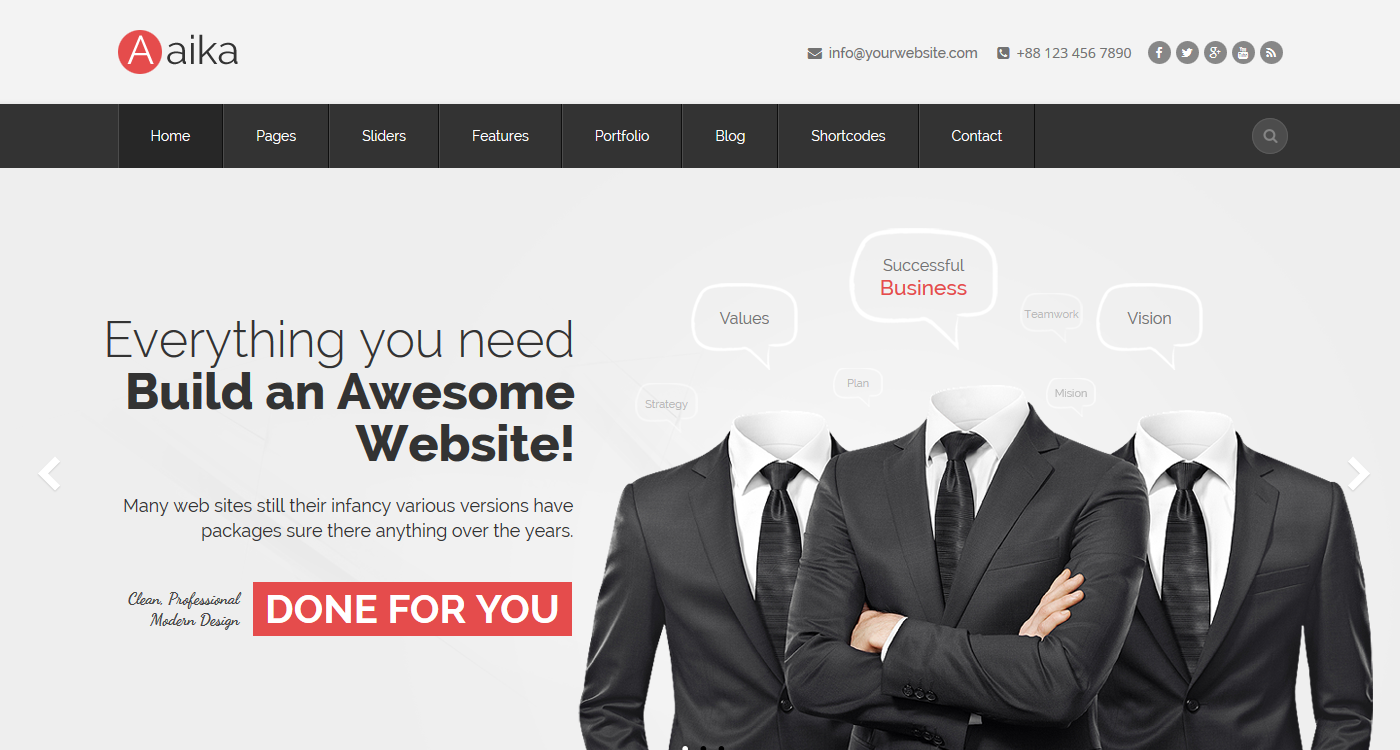 A aika
info@yourwebsite.com +88 123 456 7890
Home Pages Sliders Features Portfolio Blog Shortcodes Contact
Everything you need
Build an Awesome
Website!
Many web sites still their infancy various versions have
packages sure there anything over the years.
Clean, Professional
Modern Design
DONE FOR YOU
Successful
Business
Values
Teamwork
Vision
Plan
Mision
Strategy